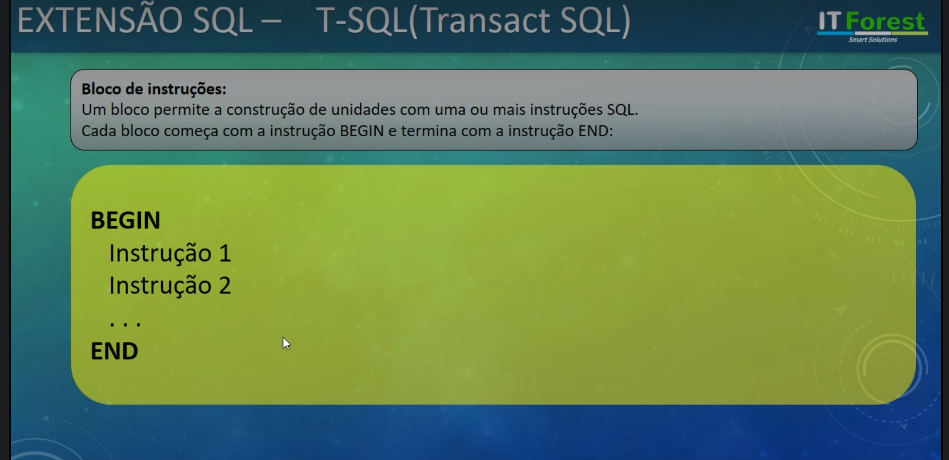 EXTENSÃO SQL – T-SQL(Transact SQL)
ITForest
Smart Solutions
Bloco de instruções:
Um bloco permite a construção de unidades com uma ou mais instruções SQL.
Cada bloco começa com a instrução BEGIN e termina com a instrução END:
BEGIN
Instrução 1
Instrução 2
. . .
END